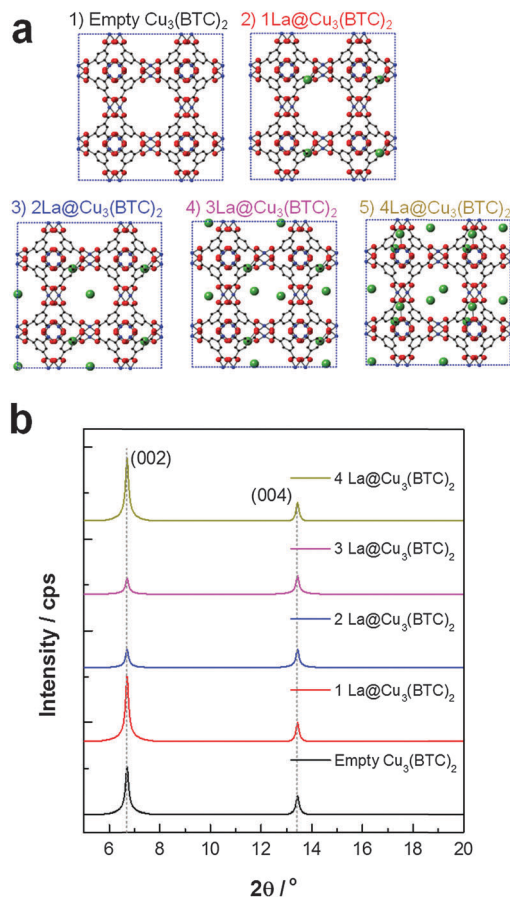 a
1) Empty Cu3(BTC)2
2) 1La@Cu3(BTC)2
3) 2La@Cu3(BTC)2
4) 3La@Cu3(BTC)2
5) 4La@Cu3(BTC)2
b
(002)
(004)
4 La@Cu3(BTC)2
3 La@Cu3(BTC)2
2 La@Cu3(BTC)2
1 La@Cu3(BTC)2
Empty Cu3(BTC)2
Intensity / cps
6 8 10 12 14 16 18 20
2θ / °